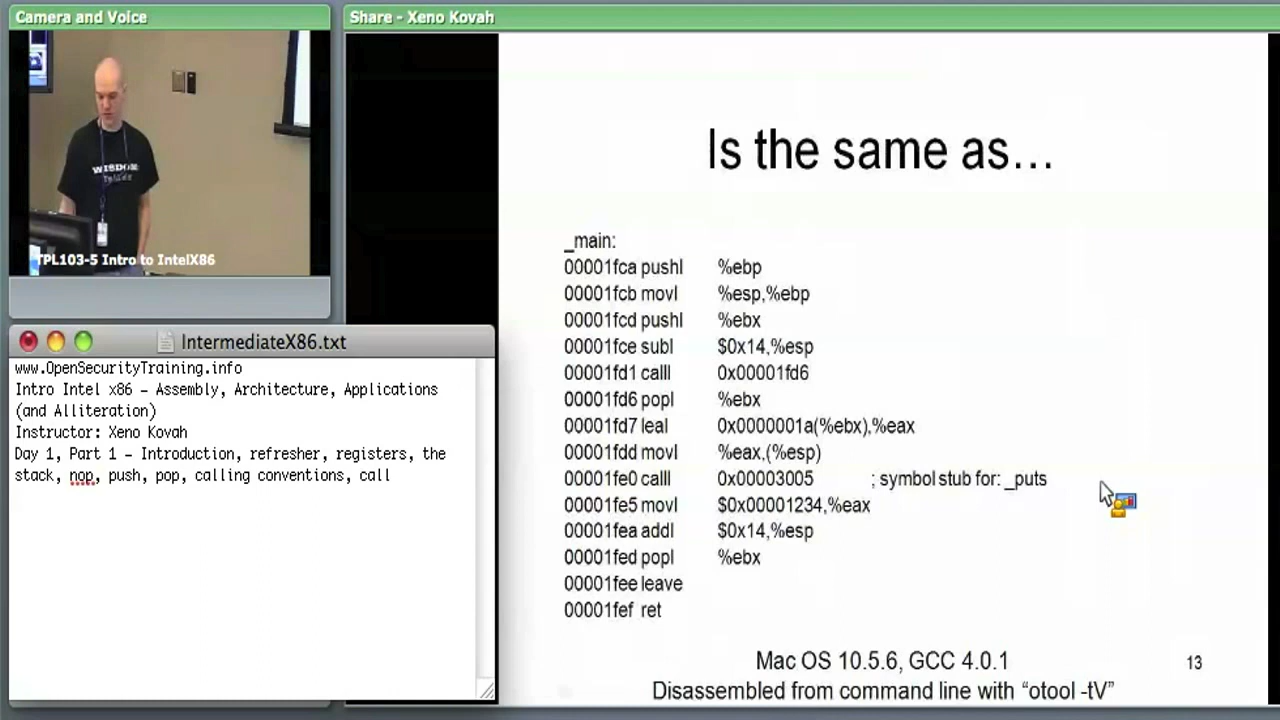 Camera and Voice
WISDOM
TPL103-5 Intro to IntelX86
IntermediateX86.txt
www.OpenSecurityTraining.info
Intro Intel x86 – Assembly, Architecture, Applications
(and Alliteration)
Instructor: Xeno Kovah
Day 1, Part 1 – Introduction, refresher, registers, the
stack, nop, push, pop, calling conventions, call
Share - Xeno Kovah
Is the same as…
_main:
00001fca pushl %ebp
00001fcb movl %esp,%ebp
00001fcd pushl %ebx
00001fce subl $0x14,%esp
00001fd1 calll 0x00001fd6
00001fd6 popl %ebx
00001fd7 leal 0x0000001a(%ebx),%eax
00001fdd movl %eax,(%esp)
00001fe0 calll 0x00003005 ; symbol stub for: _puts
00001fe5 movl $0x00001234,%eax
00001fea addl $0x14,%esp
00001fed popl %ebx
00001fee leave
00001fef ret
Mac OS 10.5.6, GCC 4.0.1
13
Disassembled from command line with “otool -tV”